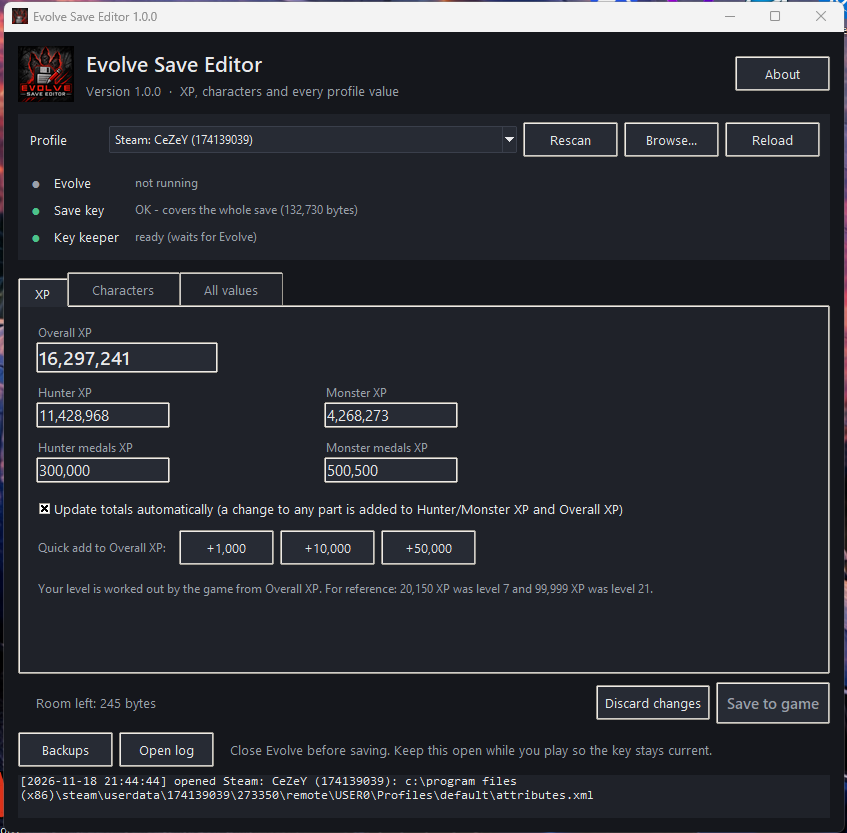 Evolve Save Editor 1.0.0
EVOLVE
SAVE EDITOR
Evolve Save Editor
Version 1.0.0 · XP, characters and every profile value
About
Profile
Steam: CeZeY (174139039)
Rescan
Browse...
Reload
Evolve not running
Save key OK - covers the whole save (132,730 bytes)
Key keeper ready (waits for Evolve)
XP
Characters
All values
Overall XP
16,297,241
Hunter XP
Monster XP
11,428,968
4,268,273
Hunter medals XP
Monster medals XP
300,000
500,500
Update totals automatically (a change to any part is added to Hunter/Monster XP and Overall XP)
Quick add to Overall XP:
+1,000
+10,000
+50,000
Your level is worked out by the game from Overall XP. For reference: 20,150 XP was level 7 and 99,999 XP was level 21.
Room left: 245 bytes
Discard changes
Save to game
Backups
Open log
Close Evolve before saving. Keep this open while you play so the key stays current.
[2026-11-18 21:44:44] opened Steam: CeZeY (174139039): c:\program files
(x86)\steam\userdata\174139039\273350\remote\USER0\Profiles\default\attributes.xml